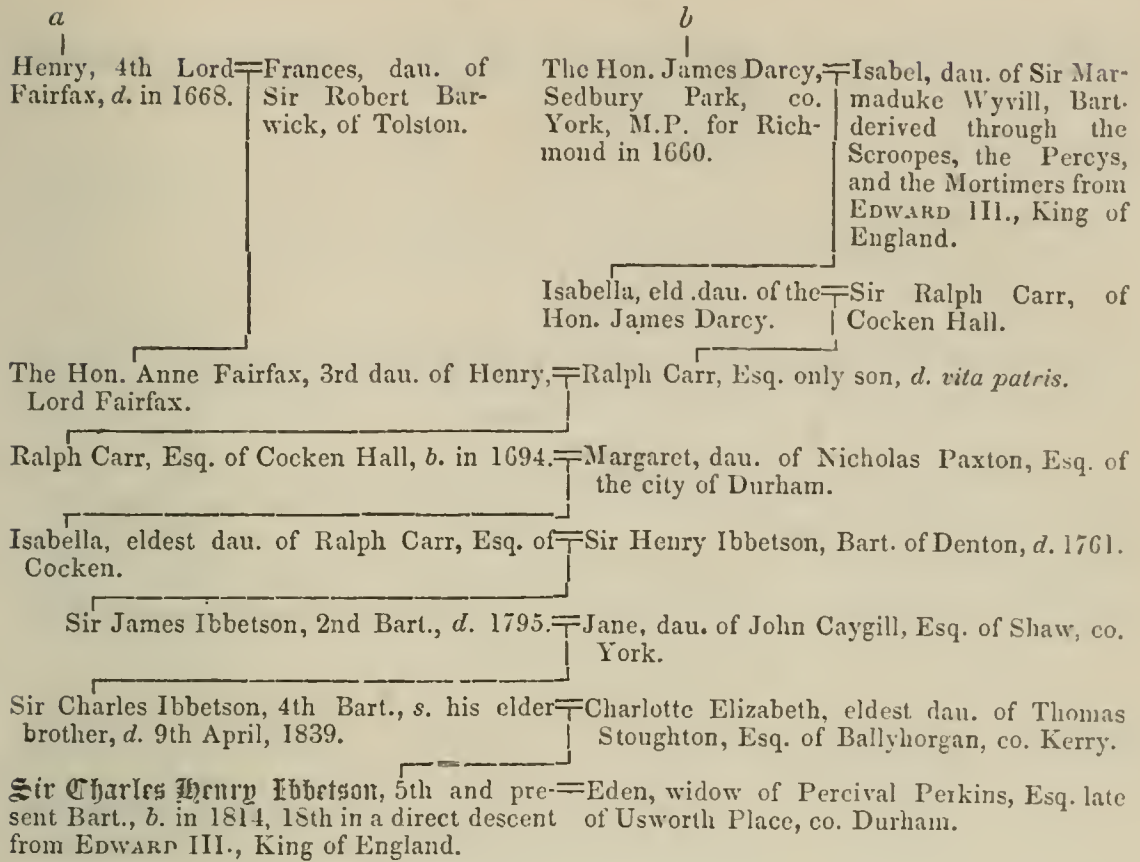 a
b
Henry, 4th Lord
Fairfax, d. in 1668.
Frances, dau. of
Sir Robert Bar-
wick, of Tolston.
The Hon. James Darcy,
Sedbury Park, co.
York, M.P. for Rich-
mond in 1660.
Isabel, dau. of Sir Mar-
maduke Wyvill, Bart.
derived through the
Scroopes, the Percys,
and the Mortimers from
EDWARD III., King of
England.
Isabella, eld .dau. of the
Hon. James Darcy.
Sir Ralph Carr, of
Cocken Hall.
The Hon. Anne Fairfax, 3rd dau. of Henry,
Lord Fairfax.
Ralph Carr, Esq. only son, d. vita patris.
Ralph Carr, Esq. of Cocken Hall, b. in 1694.
Margaret, dau. of Nicholas Paxton, Esq. of
the city of Durham.
Isabella, eldest dau. of Ralph Carr, Esq. of
Cocken.
Sir Henry Ibbetson, Bart. of Denton, d. 1761.
Sir James Ibbetson, 2nd Bart., d. 1795.
Jane, dau. of John Caygill, Esq. of Shaw, co.
York.
Sir Charles Ibbetson, 4th Bart., s. his elder
brother, d. 9th April, 1839.
Charlotte Elizabeth, eldest dau. of Thomas
Stoughton, Esq. of Ballyhorgan, co. Kerry.
Sir Charles Henry Ibbetson, 5th and pre-
sent Bart., b. in 1814, 18th in a direct descent
from EDWARD III., King of England.
Eden, widow of Percival Perkins, Esq. late
of Usworth Place, co. Durham.